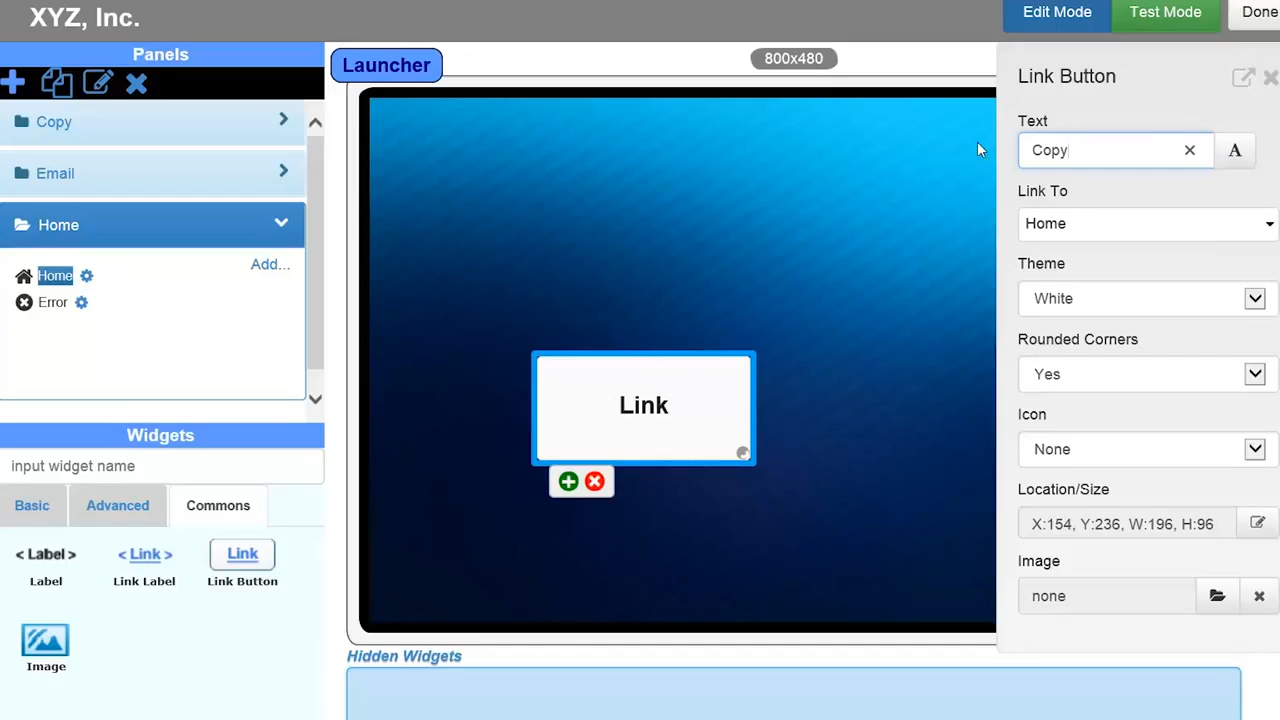 XYZ, Inc.
Edit Mode
Test Mode
Done
Panels
Launcher
800x480
Copy
Email
Home
Add...
Home
Error
Link
Link Button
Text
Copy
A
Link To
Home
Theme
White
Rounded Corners
Yes
Icon
None
Location/Size
X:154, Y:236, W:196, H:96
Image
none
Widgets
input widget name
Basic
Advanced
Commons
< Label >
< Link >
Link
Label
Link Label
Link Button
Image
Hidden Widgets